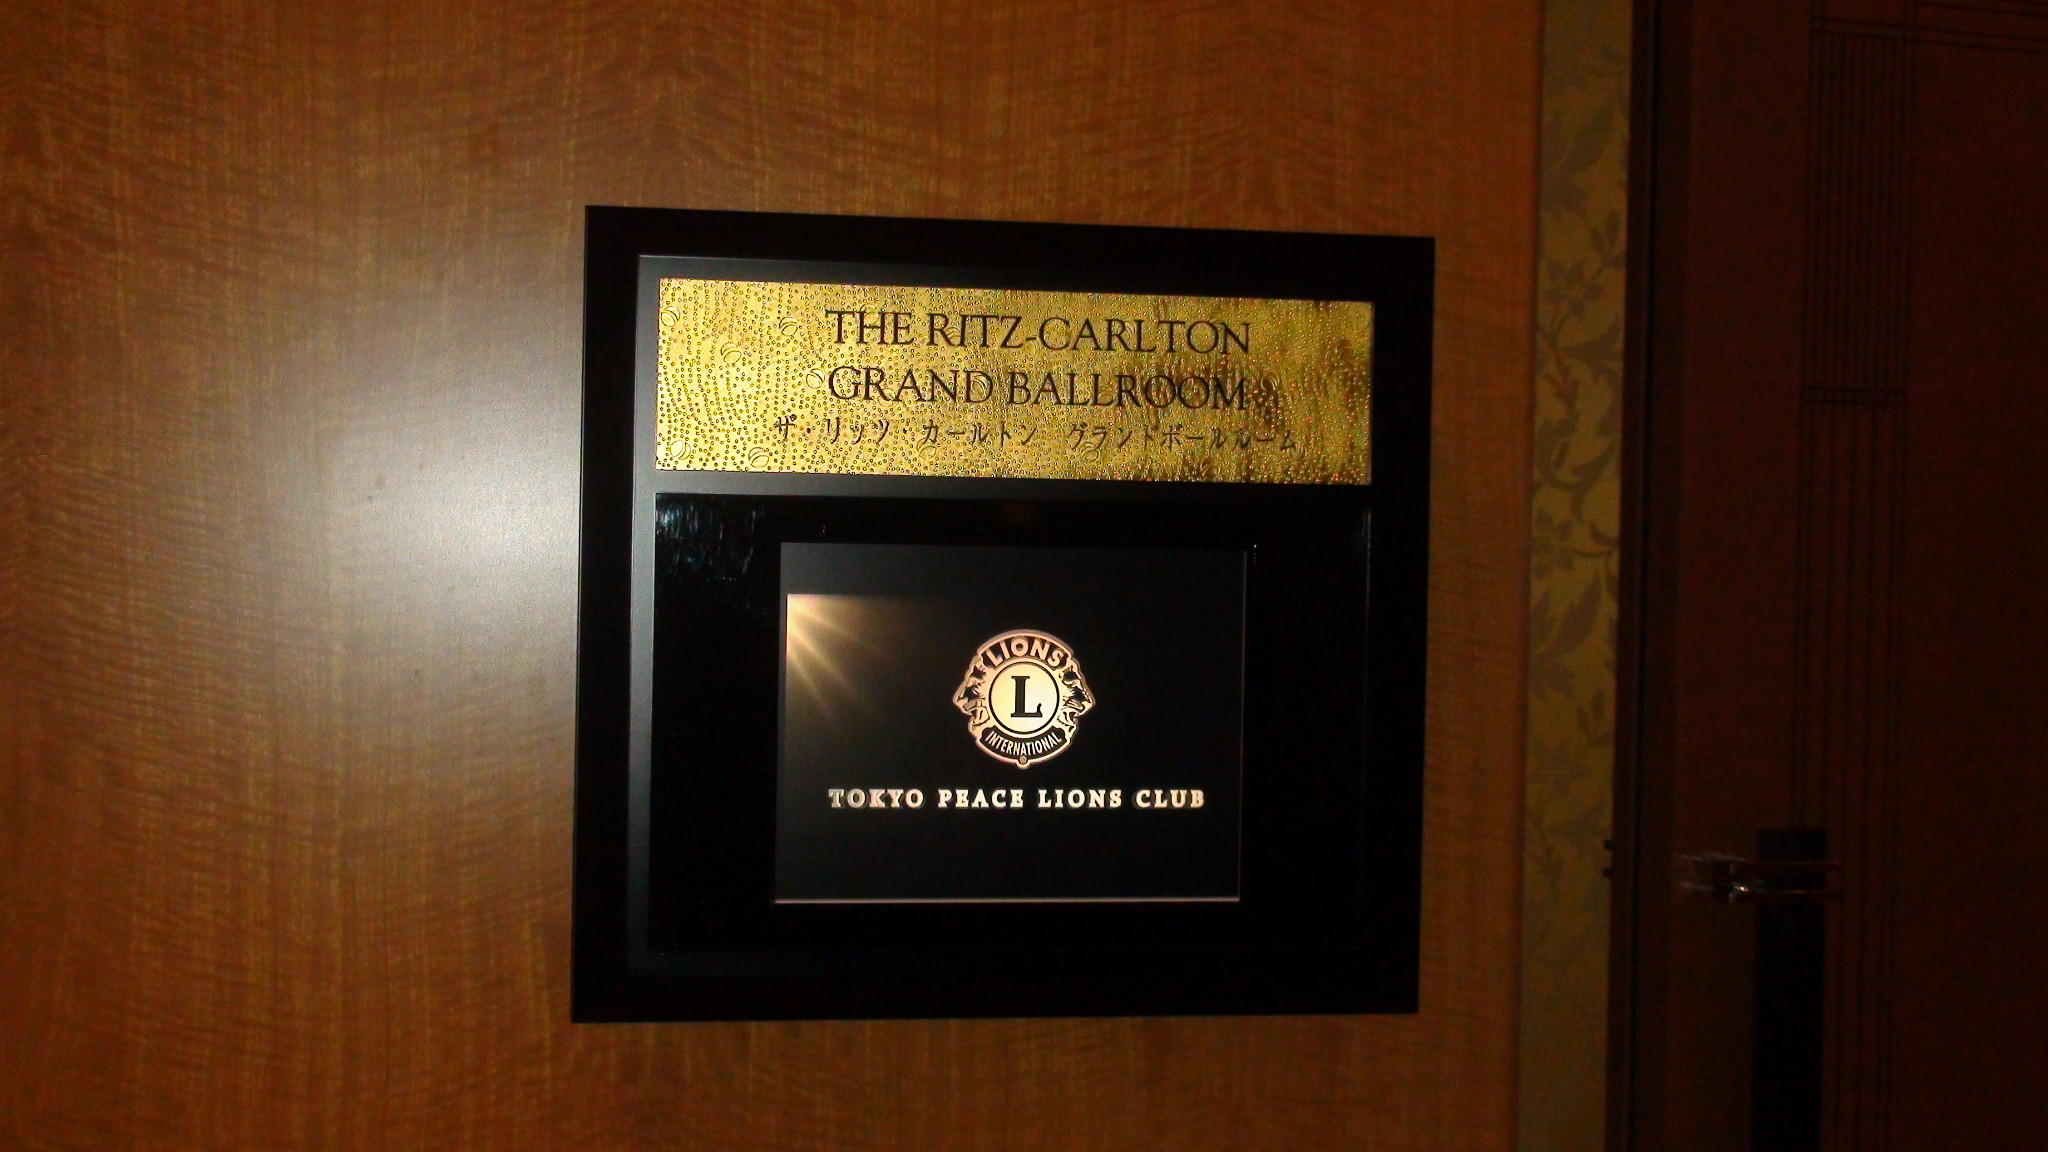 THE RITZ-CARLTON
GRAND BALLROOM
ザ・リッツ・カールトン グランドボールルーム
LIONS
L
INTERNATIONAL
®
TOKYO PEACE LIONS CLUB